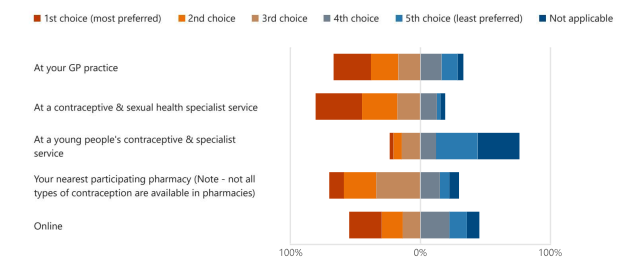 1st choice (most preferred) 2nd choice 3rd choice 4th choice 5th choice (least preferred) Not applicable
At your GP practice
At a contraceptive & sexual health specialist service
At a young people's contraceptive & specialist
service
Your nearest participating pharmacy (Note - not all
types of contraception are available in pharmacies)
Online
100% 0% 100%